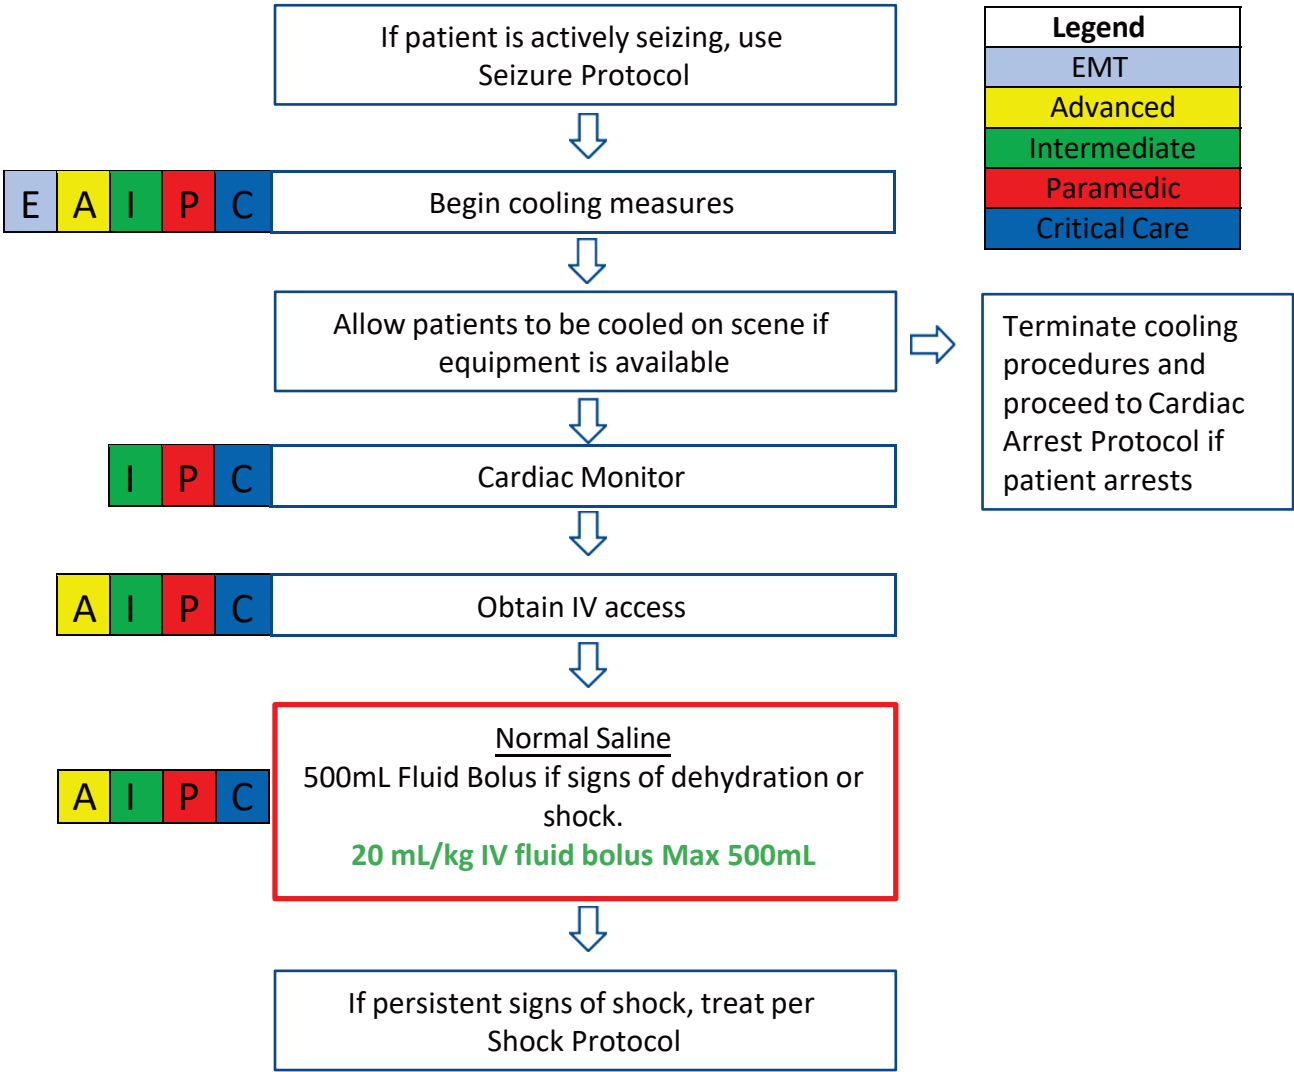 If patient is actively seizing, use
Seizure Protocol
Legend
EMT
Advanced
Intermediate
Paramedic
Critical Care
E A I P C
Begin cooling measures
Allow patients to be cooled on scene if
equipment is available
Terminate cooling
procedures and
proceed to Cardiac
Arrest Protocol if
patient arrests
I P C
Cardiac Monitor
A I P C
Obtain IV access
A I P C
Normal Saline
500mL Fluid Bolus if signs of dehydration or
shock.
20 mL/kg IV fluid bolus Max 500mL
If persistent signs of shock, treat per
Shock Protocol